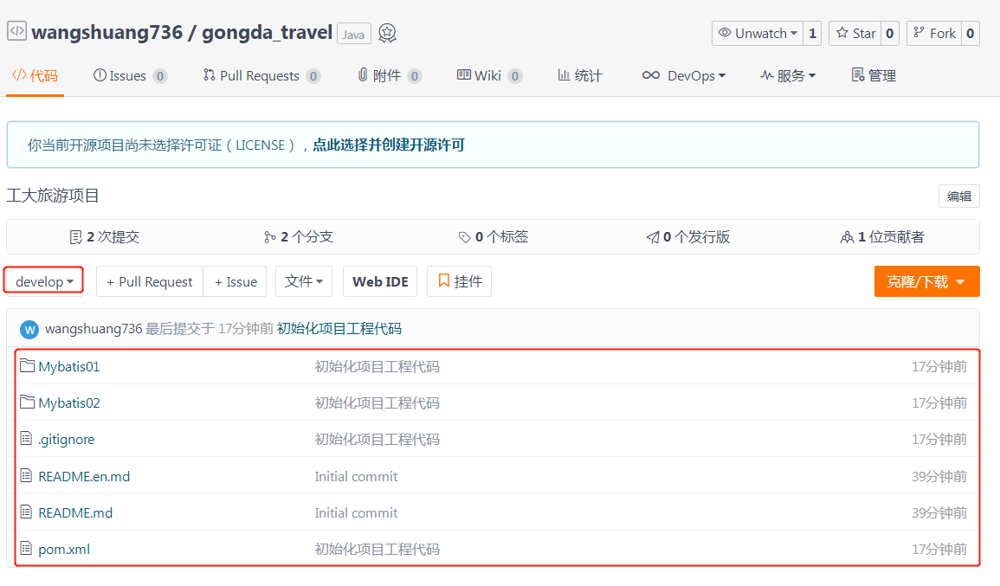 wangshuang736 / gongda_travel Java Unwatch 1 Star 0 Fork 0
代码 Issues 0 Pull Requests 0 附件 0 Wiki 0 统计 DevOps 服务 管理
你当前开源项目尚未选择许可证（LICENSE），点此选择并创建开源许可
工大旅游项目 编辑
2 次提交 2 个分支 0 个标签 0 个发行版 1 位贡献者
develop + Pull Request + Issue 文件 Web IDE 挂件 克隆/下载
W wangshuang736 最后提交于 17分钟前 初始化项目工程代码
Mybatis01 初始化项目工程代码 17分钟前
Mybatis02 初始化项目工程代码 17分钟前
.gitignore 初始化项目工程代码 17分钟前
README.en.md Initial commit 39分钟前
README.md Initial commit 39分钟前
pom.xml 初始化项目工程代码 17分钟前